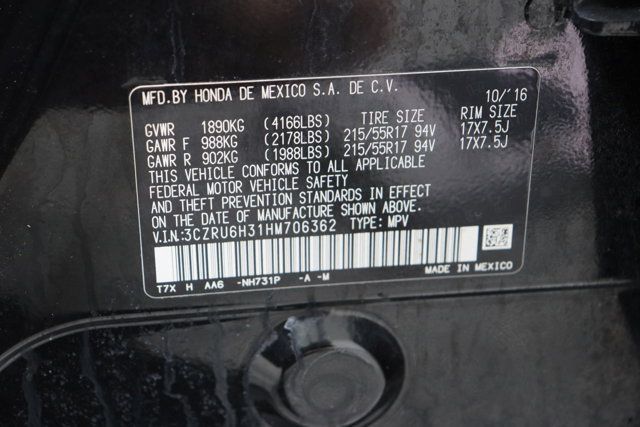 MFD.BY HONDA DE MEXICO S.A. DE C.V. 10/'16
GVWR 1890KG (4166LBS) TIRE SIZE RIM SIZE
GAWR F 988KG (2178LBS) 215/55R17 94V 17X7.5J
GAWR R 902KG (1988LBS) 215/55R17 94V 17X7.5J
THIS VEHICLE CONFORMS TO ALL APPLICABLE
FEDERAL MOTOR VEHICLE SAFETY
AND THEFT PREVENTION STANDARDS IN EFFECT
ON THE DATE OF MANUFACTURE SHOWN ABOVE.
V.I.N.:3CZRU6H31HM706362 TYPE: MPV
T7X H AA6 -NH731P -A -M MADE IN MEXICO